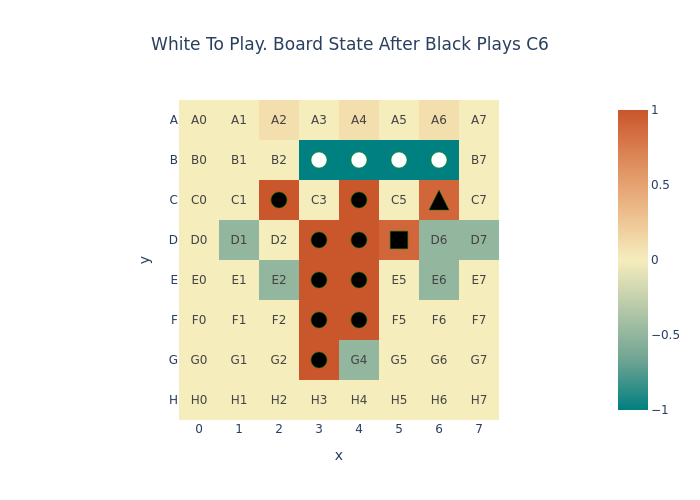 White To Play. Board State After Black Plays C6
A A0 A1 A2 A3 A4 A5 A6 A7
B B0 B1 B2 B7
C C0 C1 C3 C5 C7
D D0 D1 D2 D6 D7
E E0 E1 E2 E5 E6 E7
F F0 F1 F2 F5 F6 F7
G G0 G1 G2 G4 G5 G6 G7
H H0 H1 H2 H3 H4 H5 H6 H7
0 1 2 3 4 5 6 7
x
y
1
0.5
0
−0.5
−1